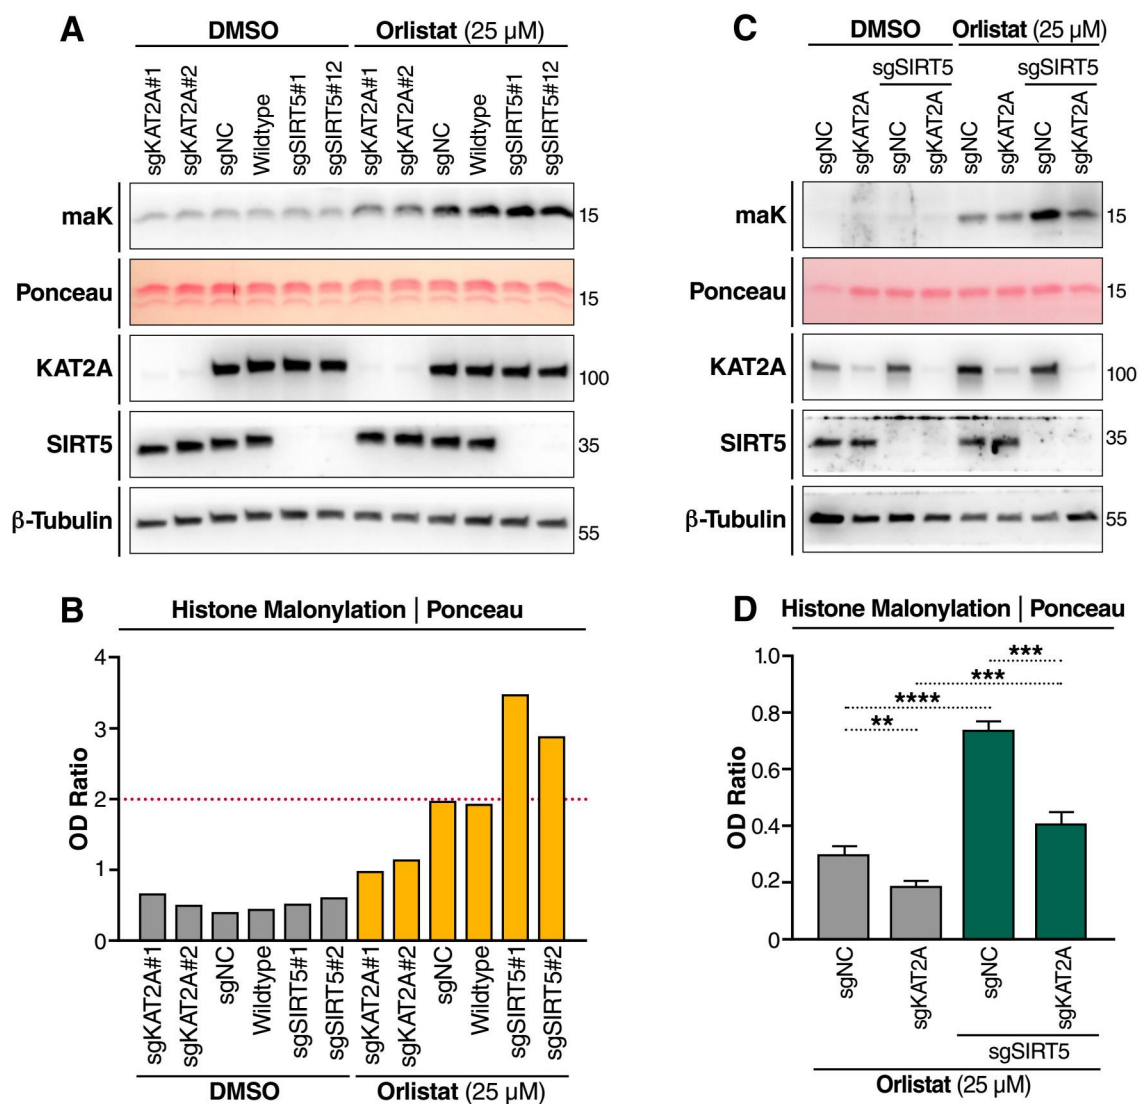 A
DMSO
Orlistat (25 µM)
sgKAT2A#1
sgKAT2A#2
sgNC
Wildtype
sgSIRT5#1
sgSIRT5#12
sgKAT2A#1
sgKAT2A#2
sgNC
Wildtype
sgSIRT5#1
sgSIRT5#12
maK
15
Ponceau
15
KAT2A
100
SIRT5
35
β-Tubulin
55
B
Histone Malonylation | Ponceau
OD Ratio
4
3
2
1
0
sgKAT2A#1
sgKAT2A#2
sgNC
Wildtype
sgSIRT5#1
sgSIRT5#2
sgKAT2A#1
sgKAT2A#2
sgNC
Wildtype
sgSIRT5#1
sgSIRT5#2
DMSO
Orlistat (25 µM)
C
DMSO
Orlistat (25 µM)
sgSIRT5
sgSIRT5
sgNC
sgKAT2A
sgNC
sgKAT2A
sgNC
sgKAT2A
sgNC
sgKAT2A
maK
15
Ponceau
15
KAT2A
100
SIRT5
35
β-Tubulin
55
D
Histone Malonylation | Ponceau
OD Ratio
1.0
0.8
0.6
0.4
0.2
0
***
***
****
**
sgNC
sgKAT2A
sgNC
sgKAT2A
sgSIRT5
Orlistat (25 µM)